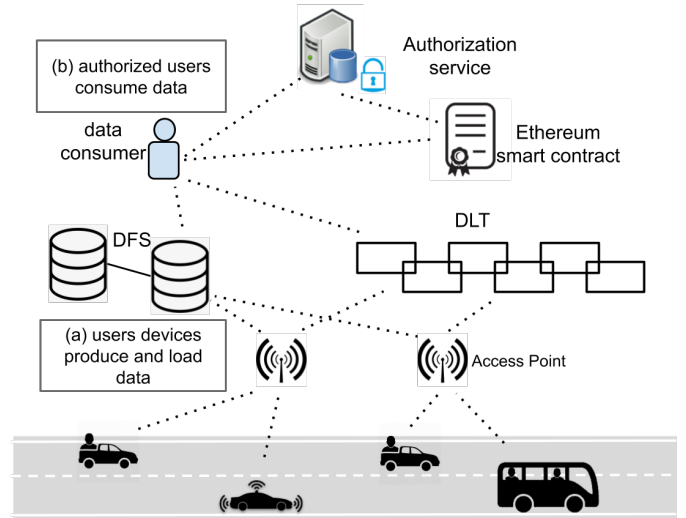 Authorization
service
(b) authorized users
consume data
data
consumer
Ethereum
smart contract
DFS
DLT
(a) users devices
produce and load
data
Access Point